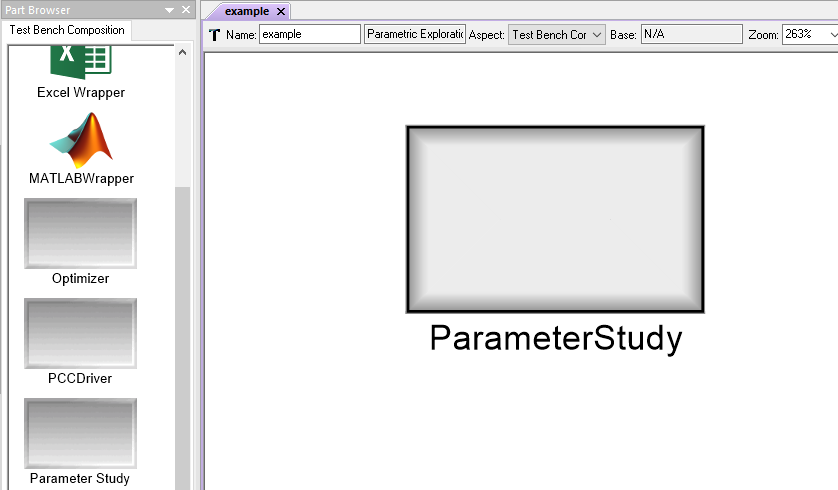 Part Browser
Test Bench Composition
Excel Wrapper
MATLABWrapper
Optimizer
PCCDriver
Parameter Study
example
Name: example Parametric Exploratic Aspect: Test Bench Cor Base: N/A Zoom: 263%
ParameterStudy